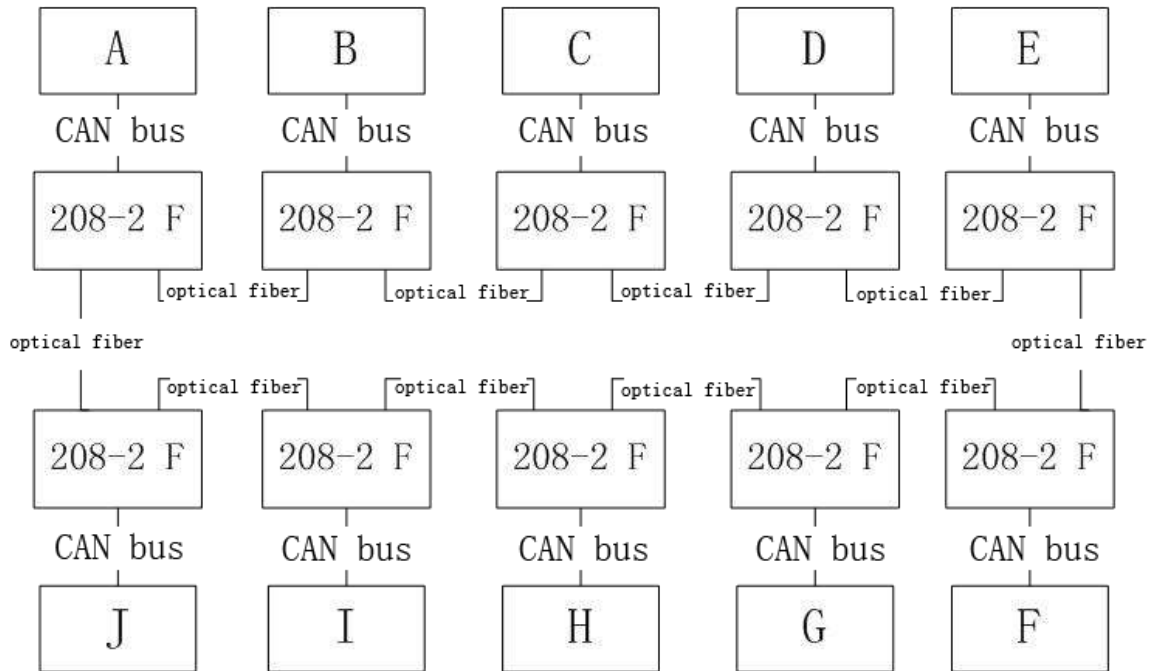 A B C D E
CAN bus CAN bus CAN bus CAN bus CAN bus
208-2 F 208-2 F 208-2 F 208-2 F 208-2 F
optical fiber optical fiber optical fiber optical fiber
optical fiber optical fiber
optical fiber optical fiber optical fiber optical fiber
208-2 F 208-2 F 208-2 F 208-2 F 208-2 F
CAN bus CAN bus CAN bus CAN bus CAN bus
J I H G F